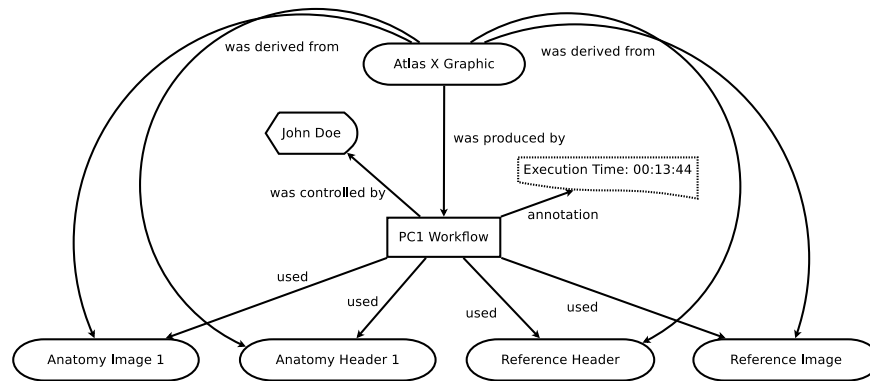 was derived from
was derived from
Atlas X Graphic
John Doe
was produced by
Execution Time: 00:13:44
was controlled by
annotation
PC1 Workflow
used
used
used
used
Anatomy Image 1
Anatomy Header 1
Reference Header
Reference Image